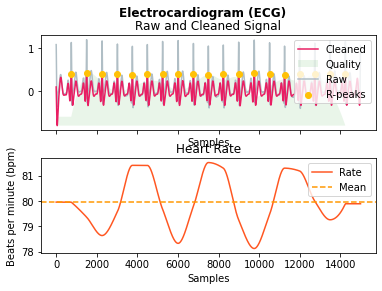 Electrocardiogram (ECG)
Raw and Cleaned Signal
1
0
Cleaned
Quality
Raw
R-peaks
Samples
Heart Rate
Beats per minute (bpm)
81
80
79
78
Rate
Mean
0 2000 4000 6000 8000 10000 12000 14000
Samples